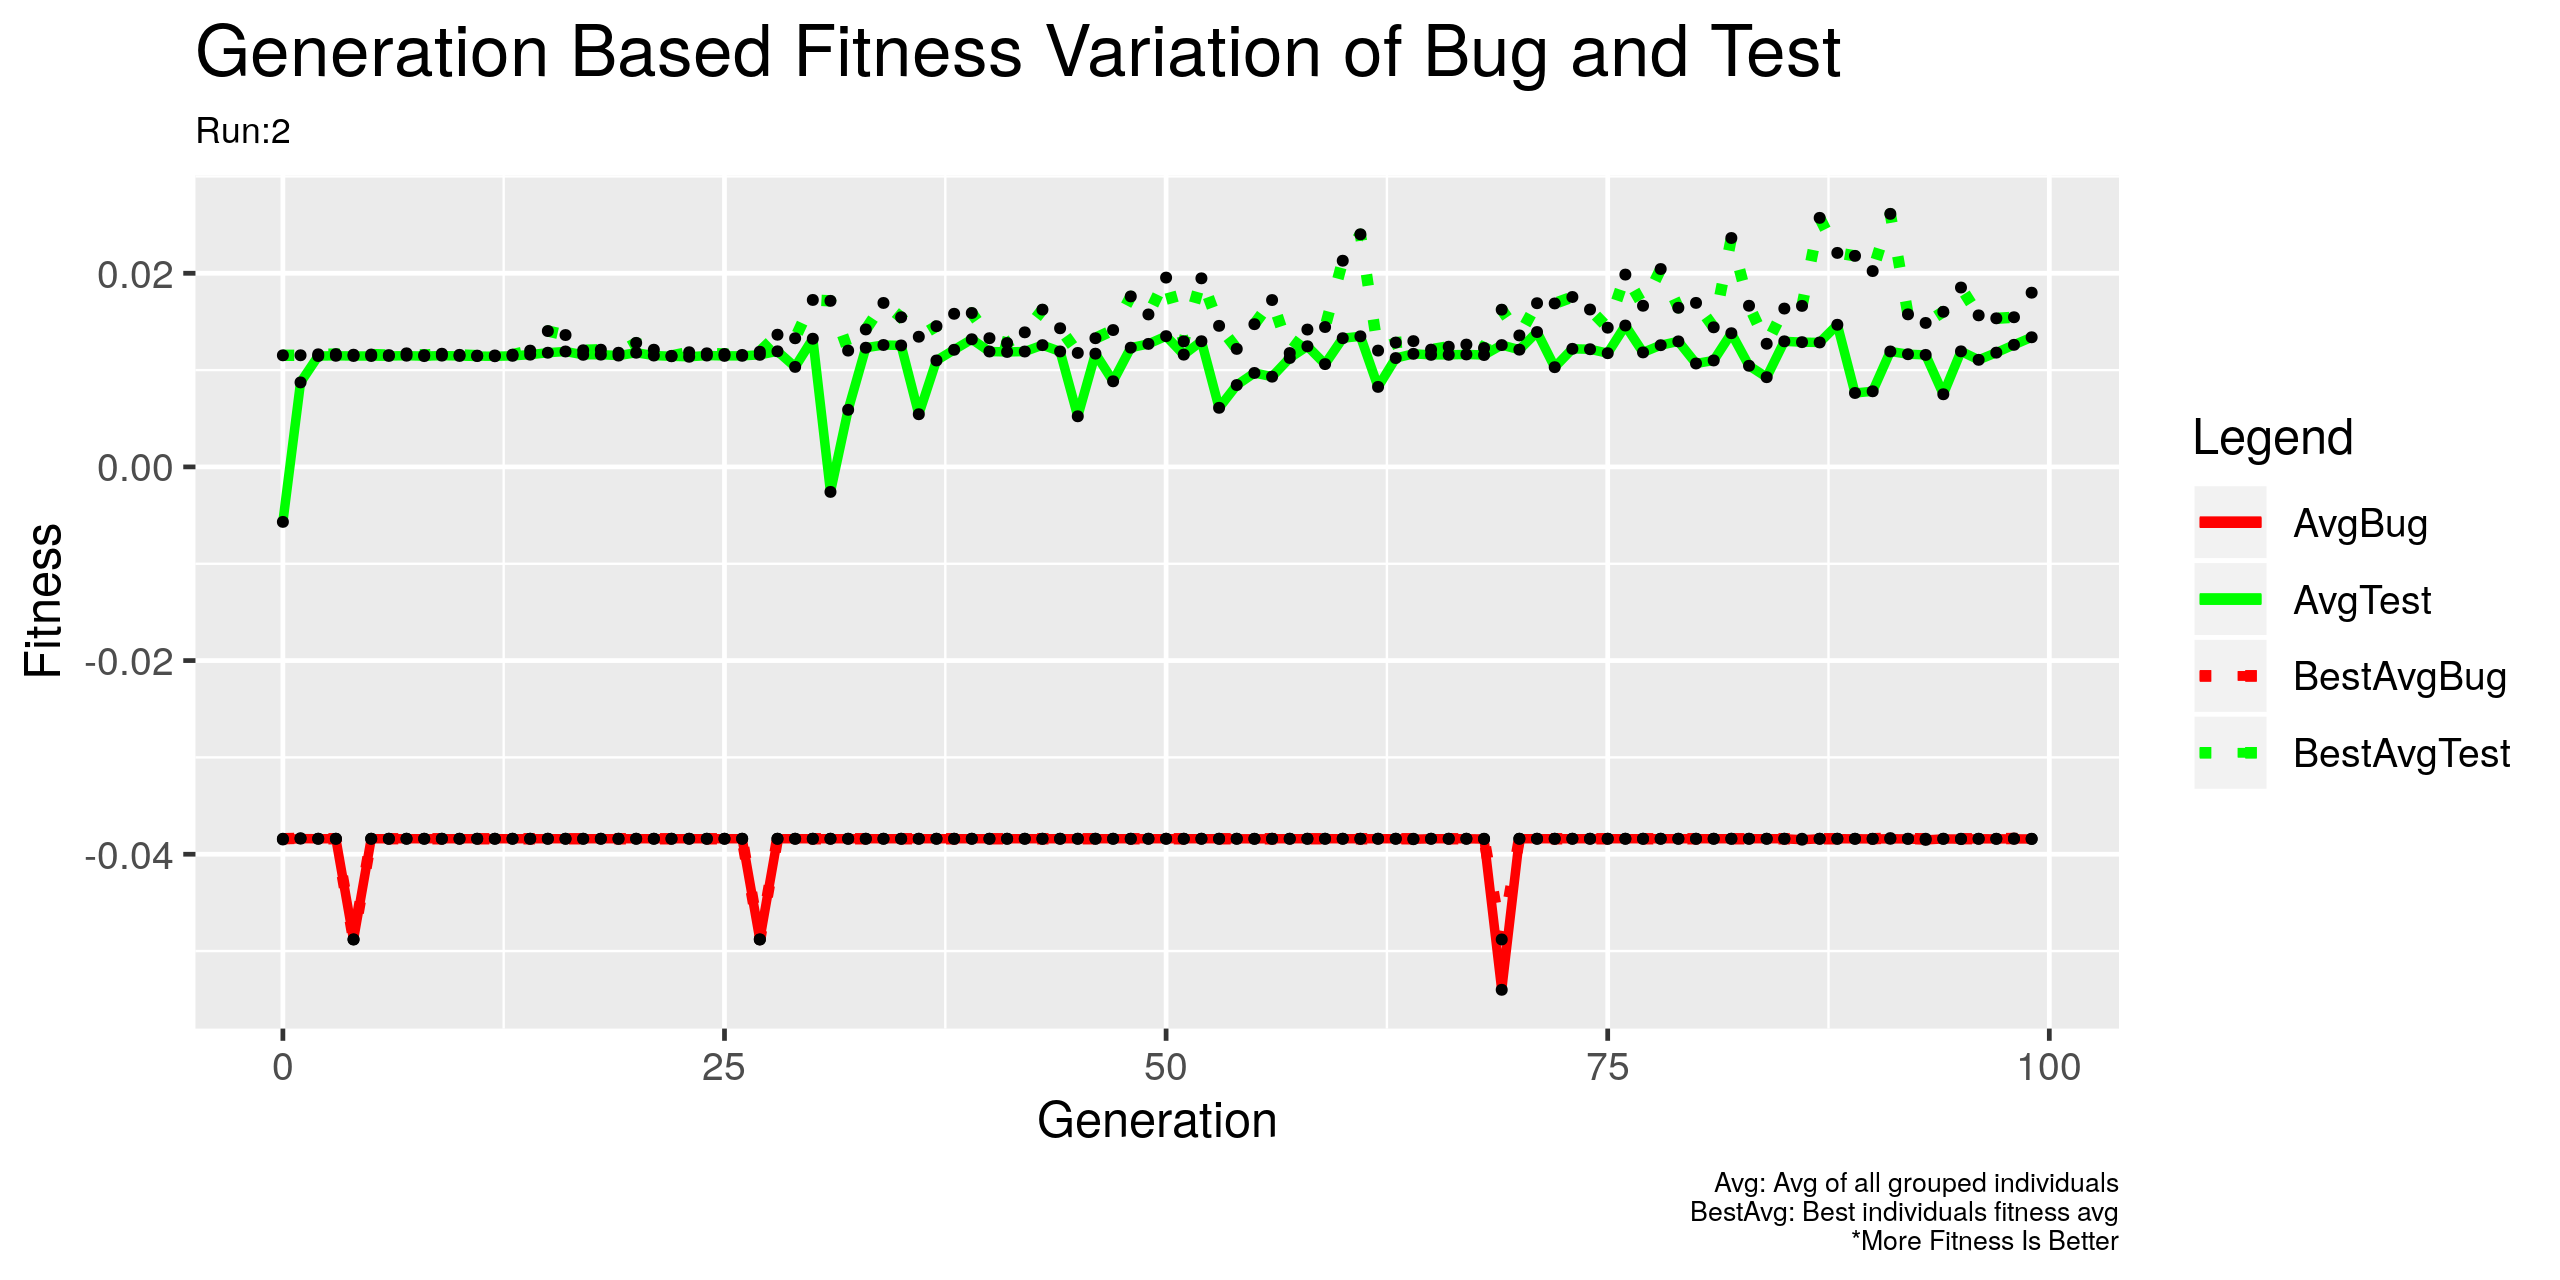 Generation Based Fitness Variation of Bug and Test
Run:2
0.02
0.00
-0.02
-0.04
Fitness
0
25
50
75
100
Generation
Legend
AvgBug
AvgTest
BestAvgBug
BestAvgTest
Avg: Avg of all grouped individuals
BestAvg: Best individuals fitness avg
*More Fitness Is Better